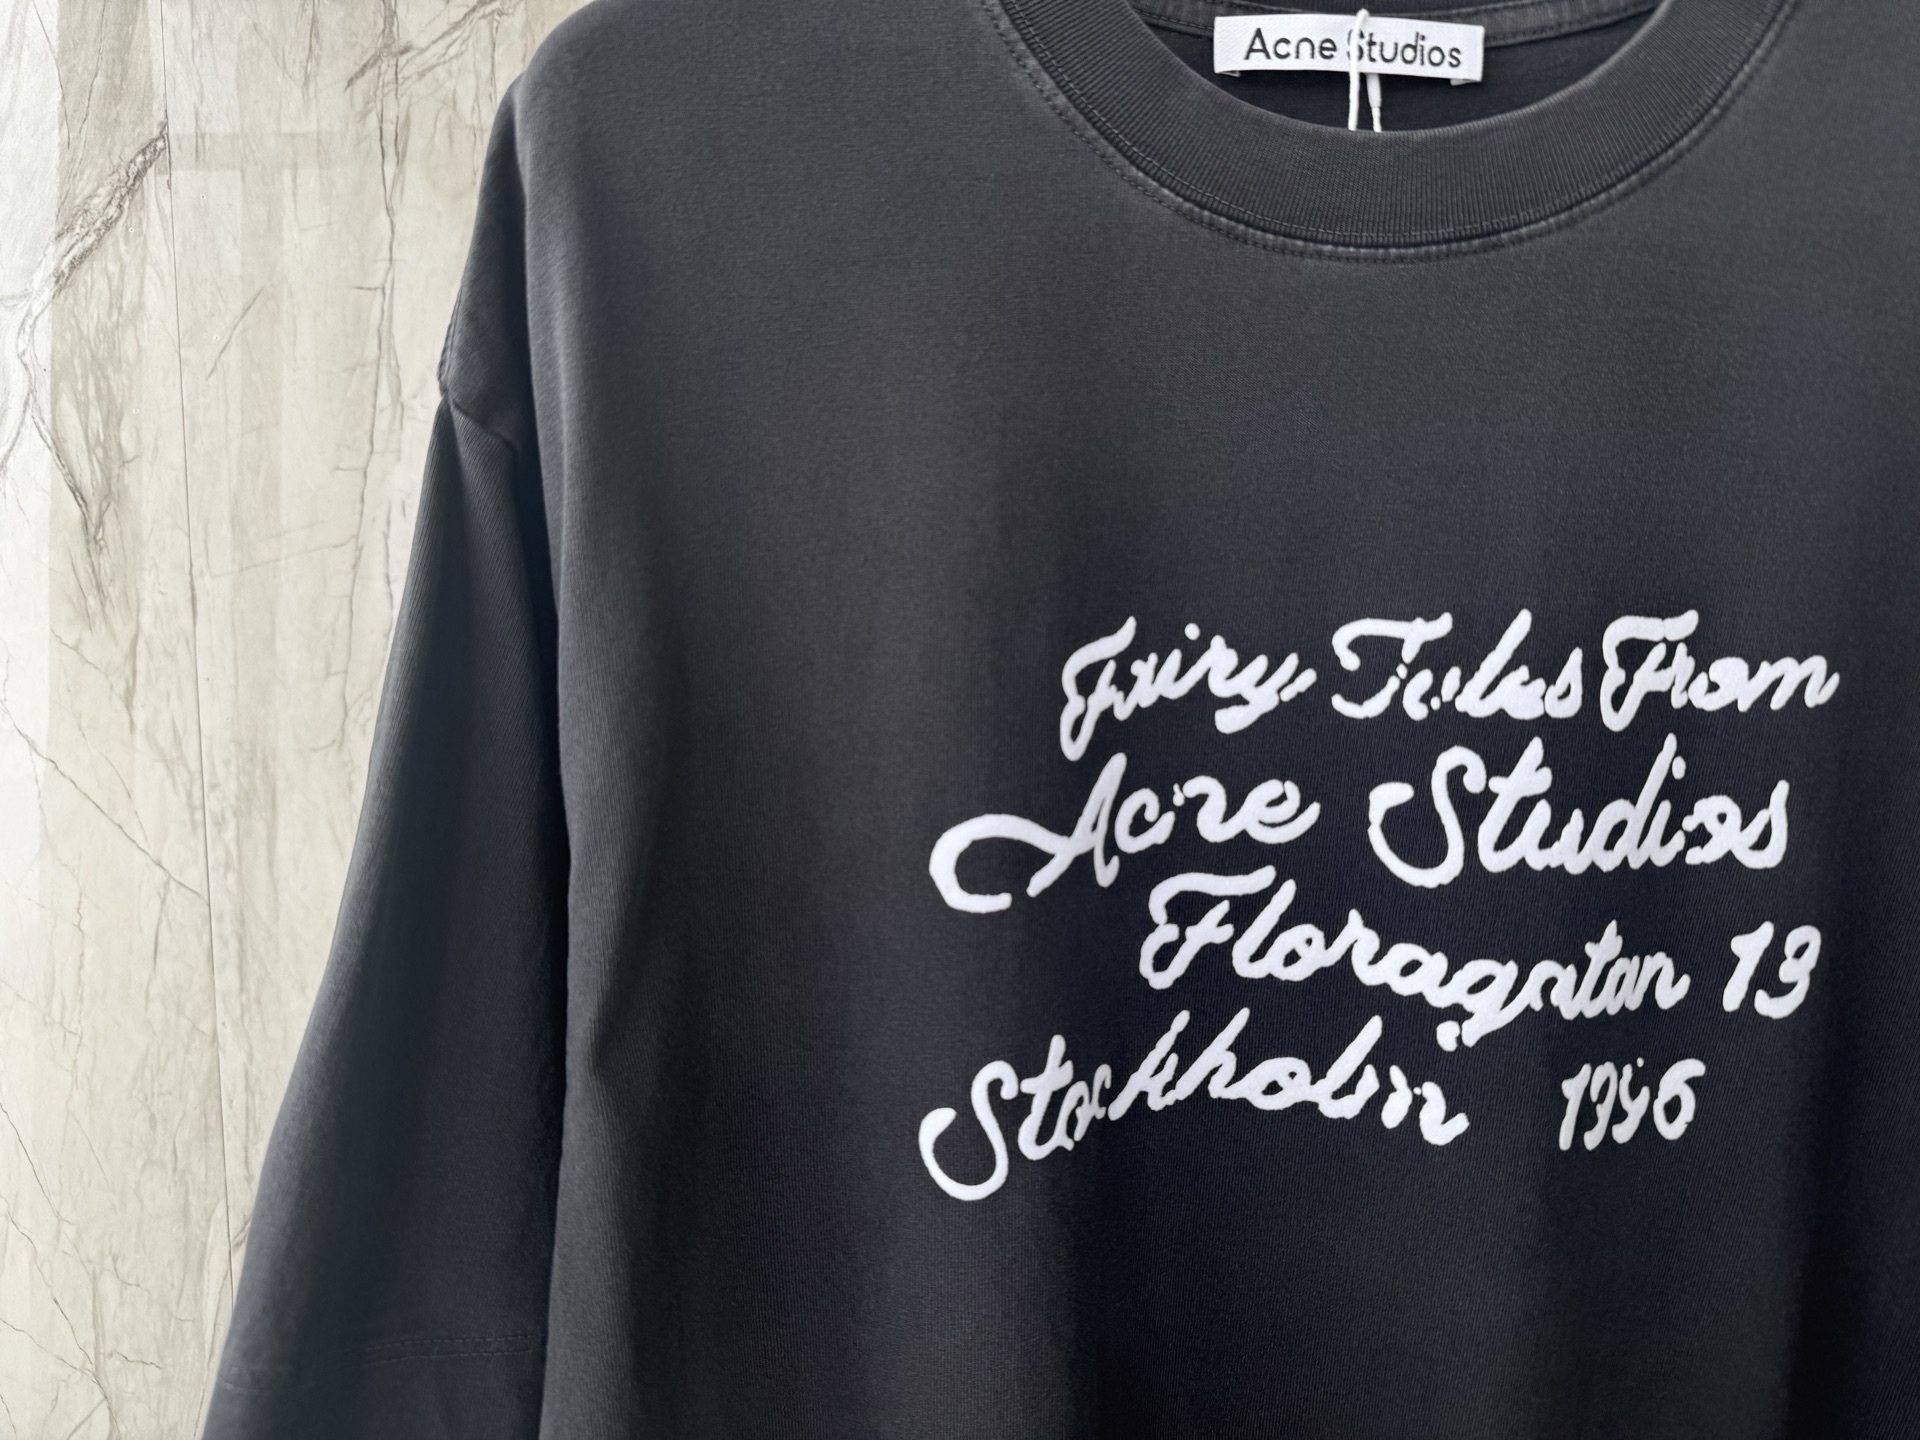 Acne Studios
Fairy Tales From
Acne Studios
Floragatan 13
Stockholm 1996